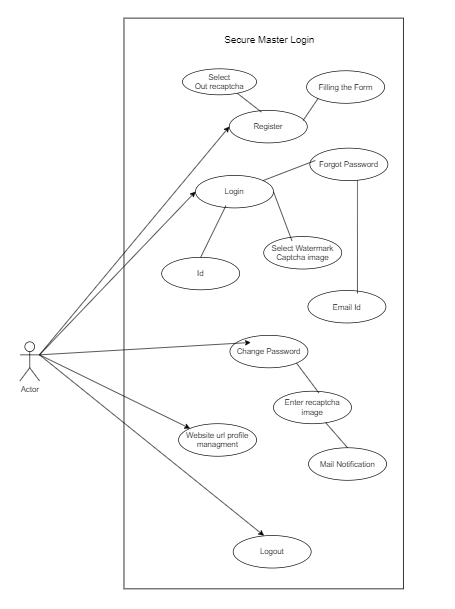 Secure Master Login
Select
Out recaptcha
Filling the Form
Register
Forgot Password
Login
Select Watermark
Captcha image
Id
Email Id
Change Password
Actor
Enter recaptcha
image
Website url profile
managment
Mail Notification
Logout